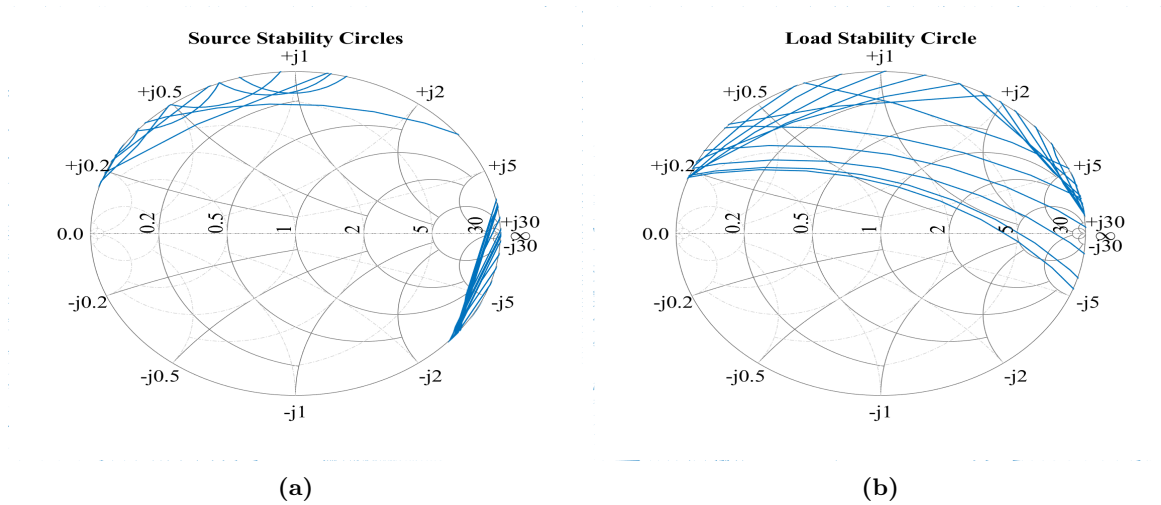 Source Stability Circles
+j1
+j0.5
+j2
+j0.2
+j5
0.0
0.2
0.5
1
2
5
30
+j30
∞
-j30
-j0.2
-j5
-j0.5
-j2
-j1
(a)
Load Stability Circle
+j1
+j0.5
+j2
+j0.2
+j5
0.0
0.2
0.5
1
2
5
30
+j30
∞
-j30
-j0.2
-j5
-j0.5
-j2
-j1
(b)